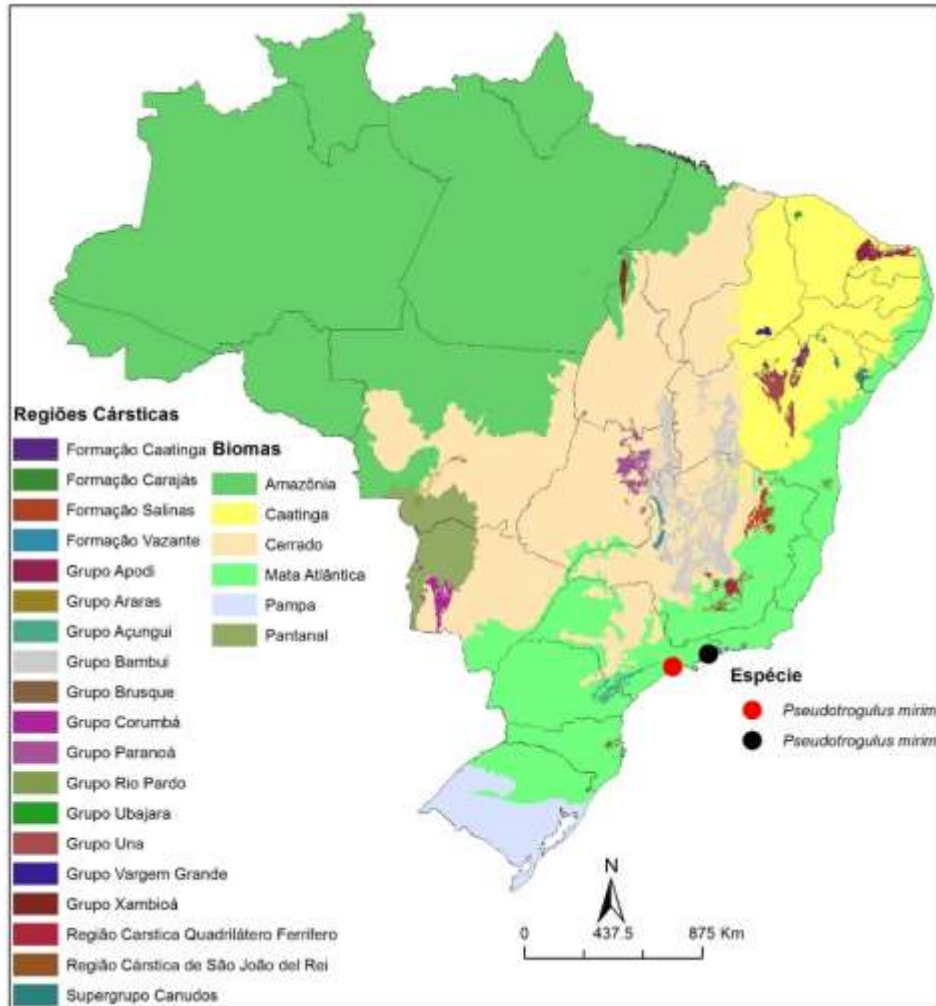 Regiões Cársticas
Formação Caatinga
Formação Carajás
Formação Salinas
Formação Vazante
Grupo Apodi
Grupo Araras
Grupo Açungui
Grupo Bambuí
Grupo Brusque
Grupo Corumbá
Grupo Paranoá
Grupo Rio Pardo
Grupo Ubajara
Grupo Una
Grupo Vargem Grande
Grupo Xambioá
Região Carstica Quadrilátero Ferrífero
Região Cárstica de São João del Rei
Supergrupo Canudos
Biomas
Amazônia
Caatinga
Cerrado
Mata Atlântica
Pampa
Pantanal
Espécie
Pseudotrogulus mirim
Pseudotrogulus mirim
N
0 437.5 875 Km